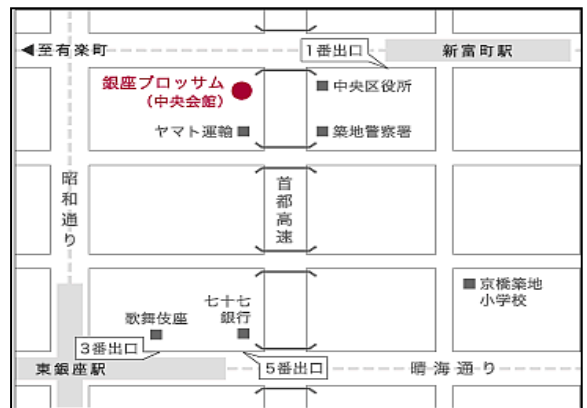 ◀至有楽町
1番出口
新富町駅
銀座ブロッサム
(中央会館)
中央区役所
ヤマト運輸
築地警察署
昭和通り
首都高速
京橋築地
小学校
七十七
銀行
歌舞伎座
3番出口
5番出口
東銀座駅
晴海通り